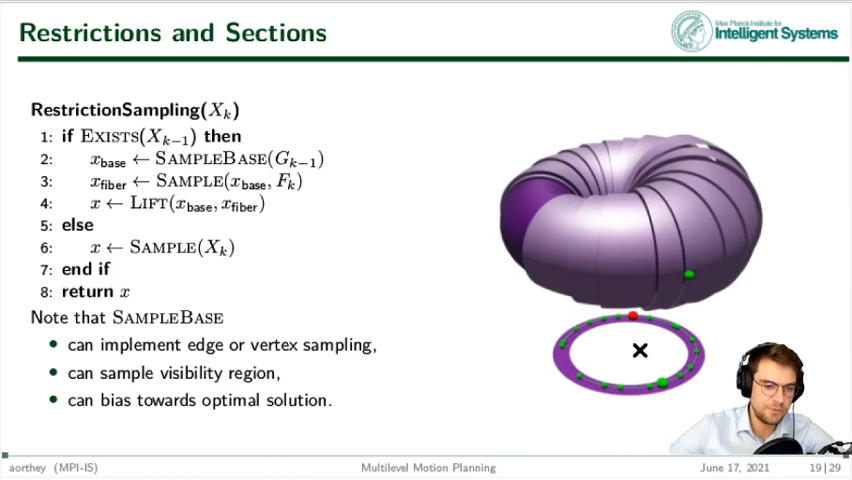 Restrictions and Sections
Max Planck Institute for
Intelligent Systems
RestrictionSampling(X_k)
1: if EXISTS(X_{k−1}) then
2: x_base ← SAMPLEBASE(G_{k−1})
3: x_fiber ← SAMPLE(x_base, F_k)
4: x ← LIFT(x_base, x_fiber)
5: else
6: x ← SAMPLE(X_k)
7: end if
8: return x
Note that SAMPLEBASE
• can implement edge or vertex sampling,
• can sample visibility region,
• can bias towards optimal solution.
aorthey (MPI-IS) Multilevel Motion Planning June 17, 2021 19|29